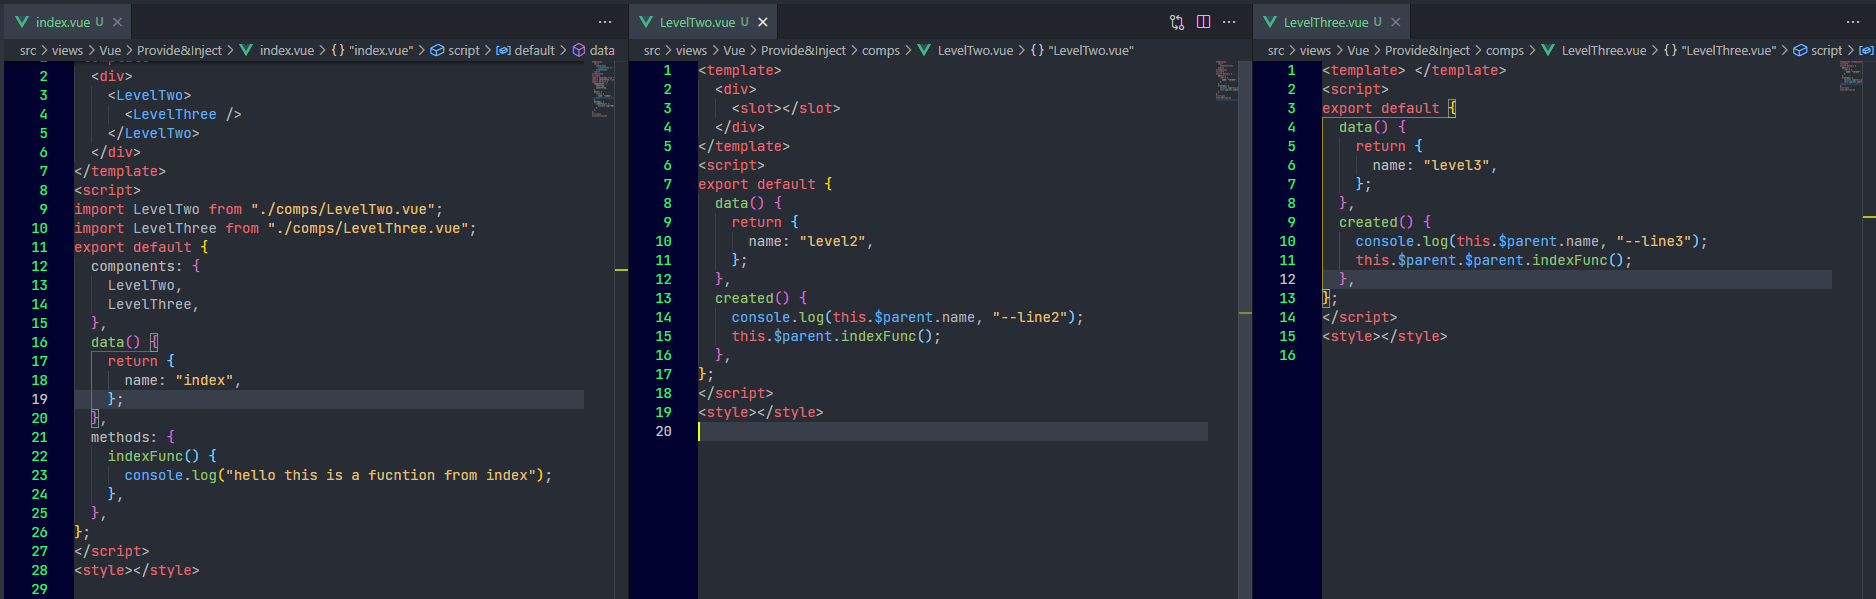 index.vue U
src > views > Vue > Provide&Inject > index.vue > {} "index.vue" > script > default > data
2 <div>
3 <LevelTwo>
4 <LevelThree />
5 </LevelTwo>
6 </div>
7 </template>
8 <script>
9 import LevelTwo from "./comps/LevelTwo.vue";
10 import LevelThree from "./comps/LevelThree.vue";
11 export default {
12 components: {
13 LevelTwo,
14 LevelThree,
15 },
16 data() {
17 return {
18 name: "index",
19 };
20 },
21 methods: {
22 indexFunc() {
23 console.log("hello this is a fucntion from index");
24 },
25 },
26 };
27 </script>
28 <style></style>
29
LevelTwo.vue U
src > views > Vue > Provide&Inject > comps > LevelTwo.vue > {} "LevelTwo.vue"
1 <template>
2 <div>
3 <slot></slot>
4 </div>
5 </template>
6 <script>
7 export default {
8 data() {
9 return {
10 name: "level2",
11 };
12 },
13 created() {
14 console.log(this.$parent.name, "--line2");
15 this.$parent.indexFunc();
16 },
17 };
18 </script>
19 <style></style>
20
LevelThree.vue U
src > views > Vue > Provide&Inject > comps > LevelThree.vue > {} "LevelThree.vue" > script >
1 <template> </template>
2 <script>
3 export default {
4 data() {
5 return {
6 name: "level3",
7 };
8 },
9 created() {
10 console.log(this.$parent.name, "--line3");
11 this.$parent.$parent.indexFunc();
12 },
13 };
14 </script>
15 <style></style>
16